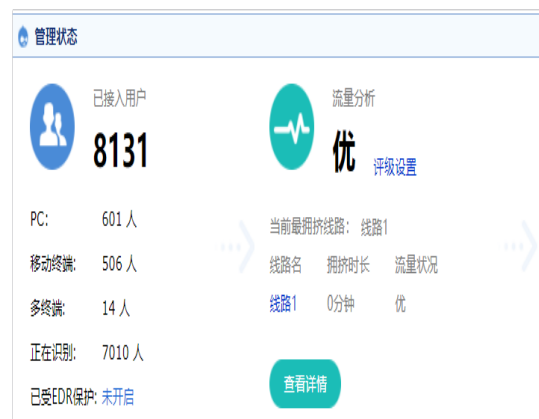 管理状态
已接入用户
8131
PC: 601 人
移动终端: 506 人
多终端: 14 人
正在识别: 7010 人
已受EDR保护: 未开启
流量分析
优 评级设置
当前最拥挤线路: 线路1
线路名 拥挤时长 流量状况
线路1 0分钟 优
查看详情